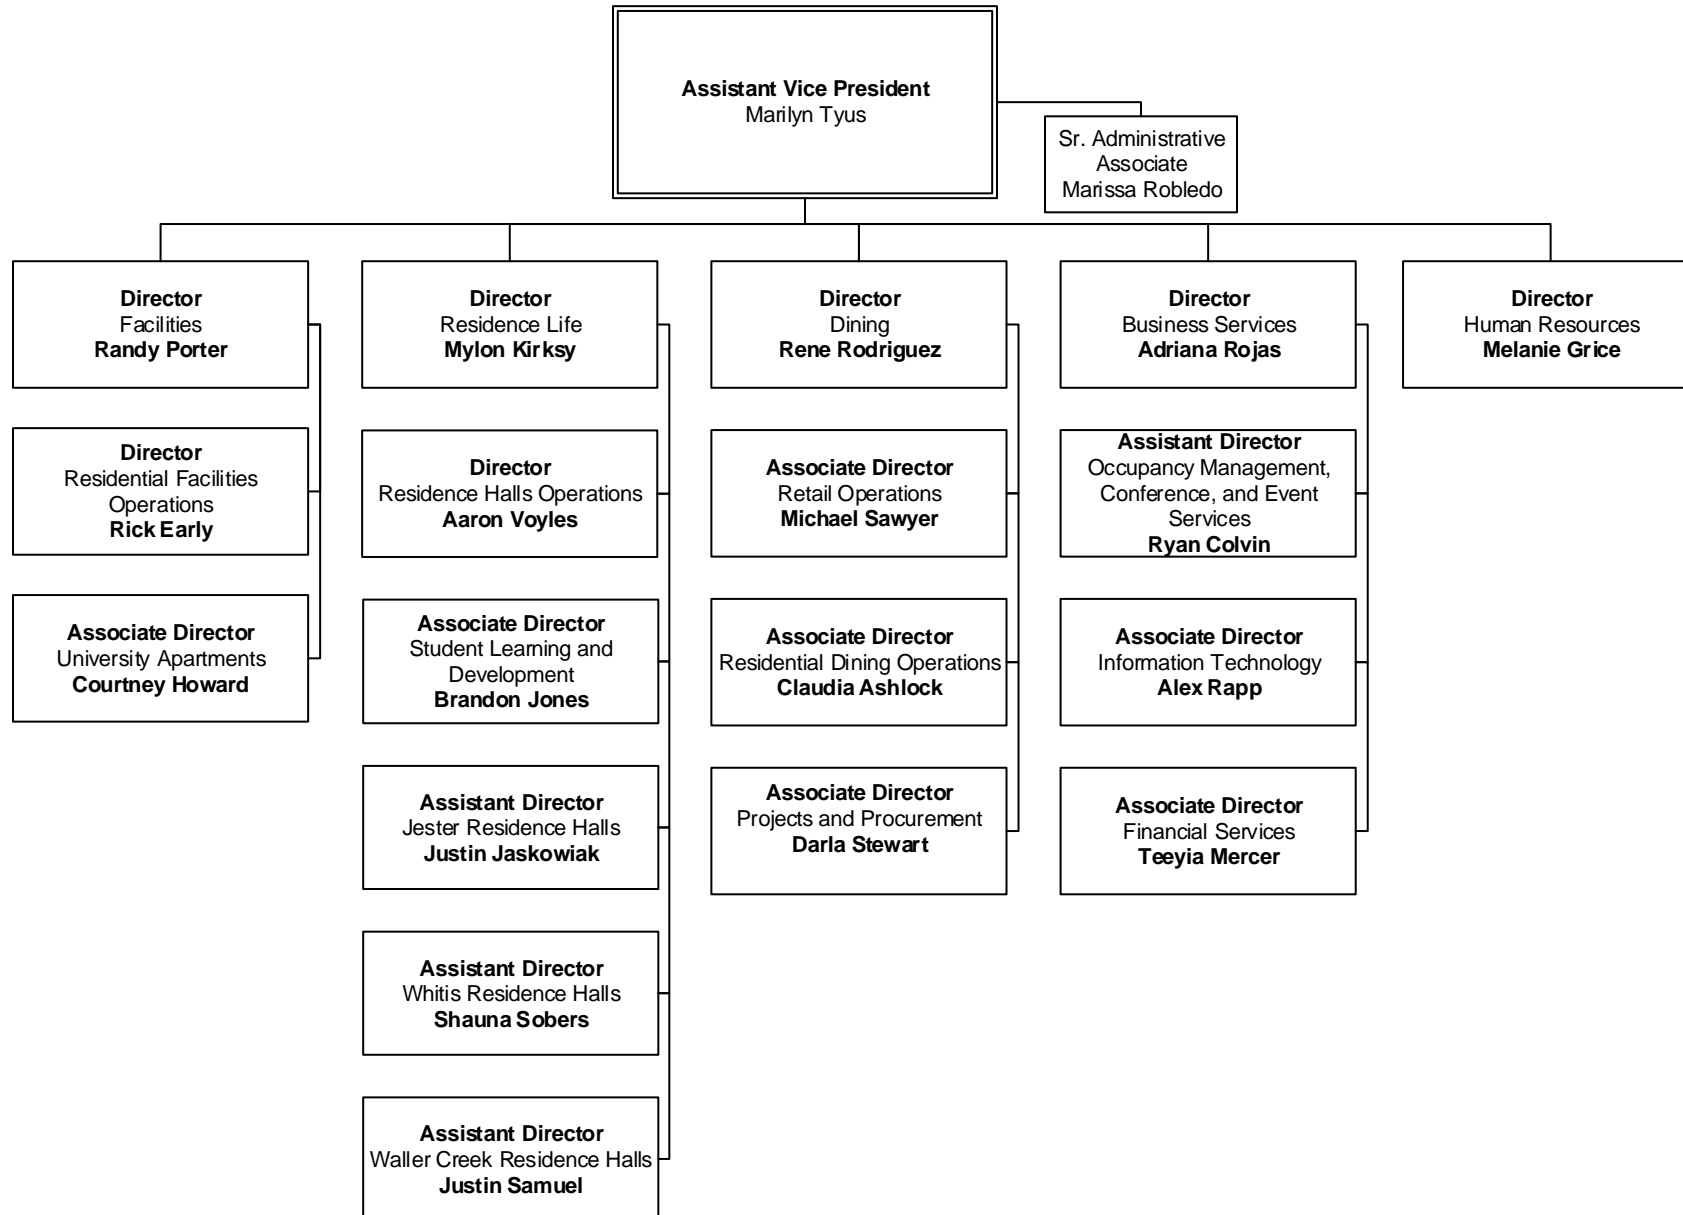 Assistant Vice President
Marilyn Tyus
Sr. Administrative
Associate
Marissa Robledo
Director
Facilities
Randy Porter
Director
Residence Life
Mylon Kirksy
Director
Dining
Rene Rodriguez
Director
Business Services
Adriana Rojas
Director
Human Resources
Melanie Grice
Director
Residential Facilities
Operations
Rick Early
Director
Residence Halls Operations
Aaron Voyles
Associate Director
Retail Operations
Michael Sawyer
Assistant Director
Occupancy Management,
Conference, and Event
Services
Ryan Colvin
Associate Director
University Apartments
Courtney Howard
Associate Director
Student Learning and
Development
Brandon Jones
Associate Director
Residential Dining Operations
Claudia Ashlock
Associate Director
Information Technology
Alex Rapp
Assistant Director
Jester Residence Halls
Justin Jaskowiak
Associate Director
Projects and Procurement
Darla Stewart
Associate Director
Financial Services
Teeyia Mercer
Assistant Director
Whitis Residence Halls
Shauna Sobers
Assistant Director
Waller Creek Residence Halls
Justin Samuel